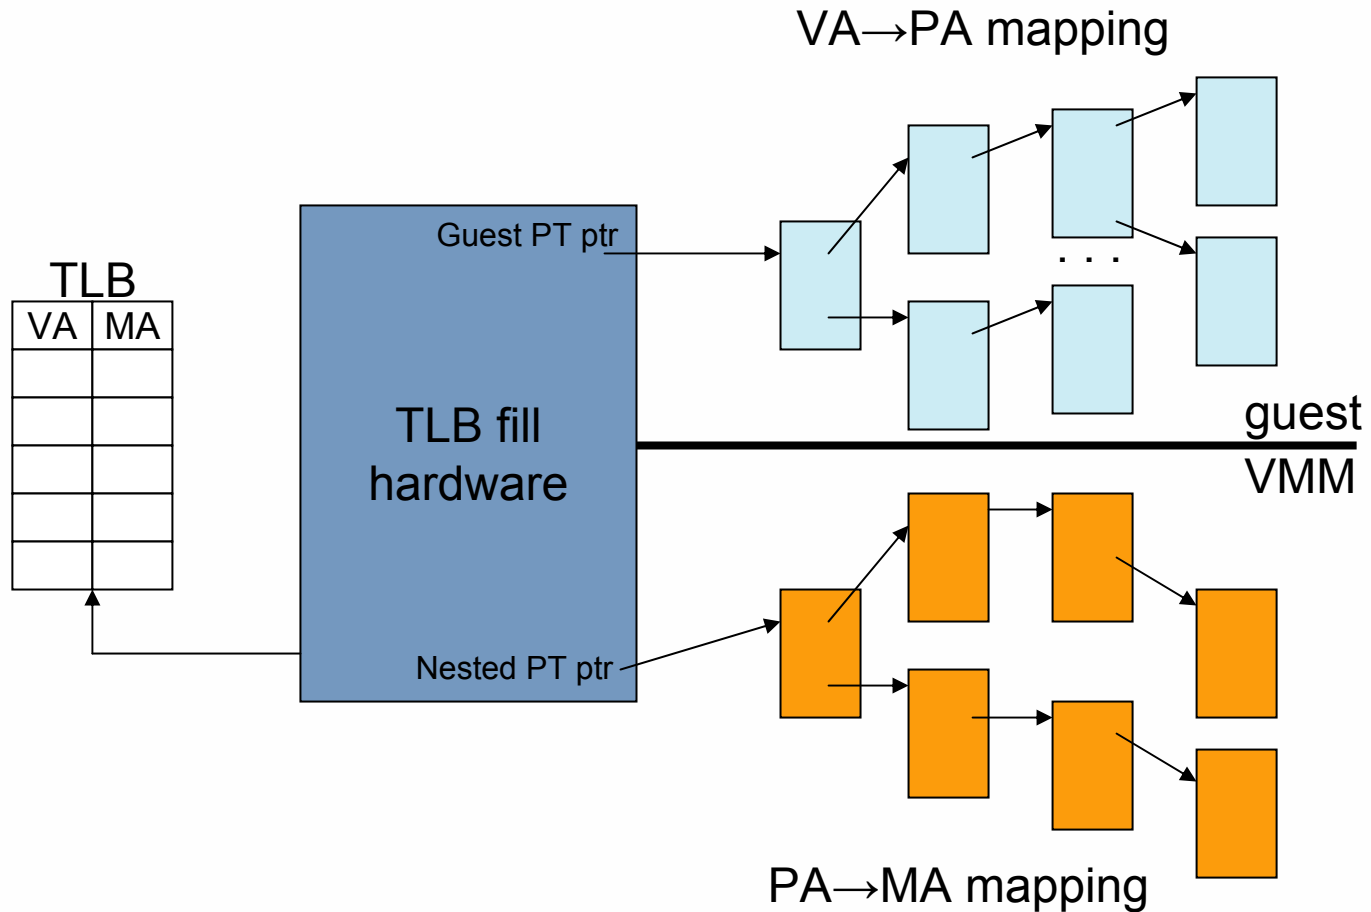 VA→PA mapping
Guest PT ptr
TLB
VA MA
TLB fill
hardware
. . .
guest
VMM
Nested PT ptr
PA→MA mapping